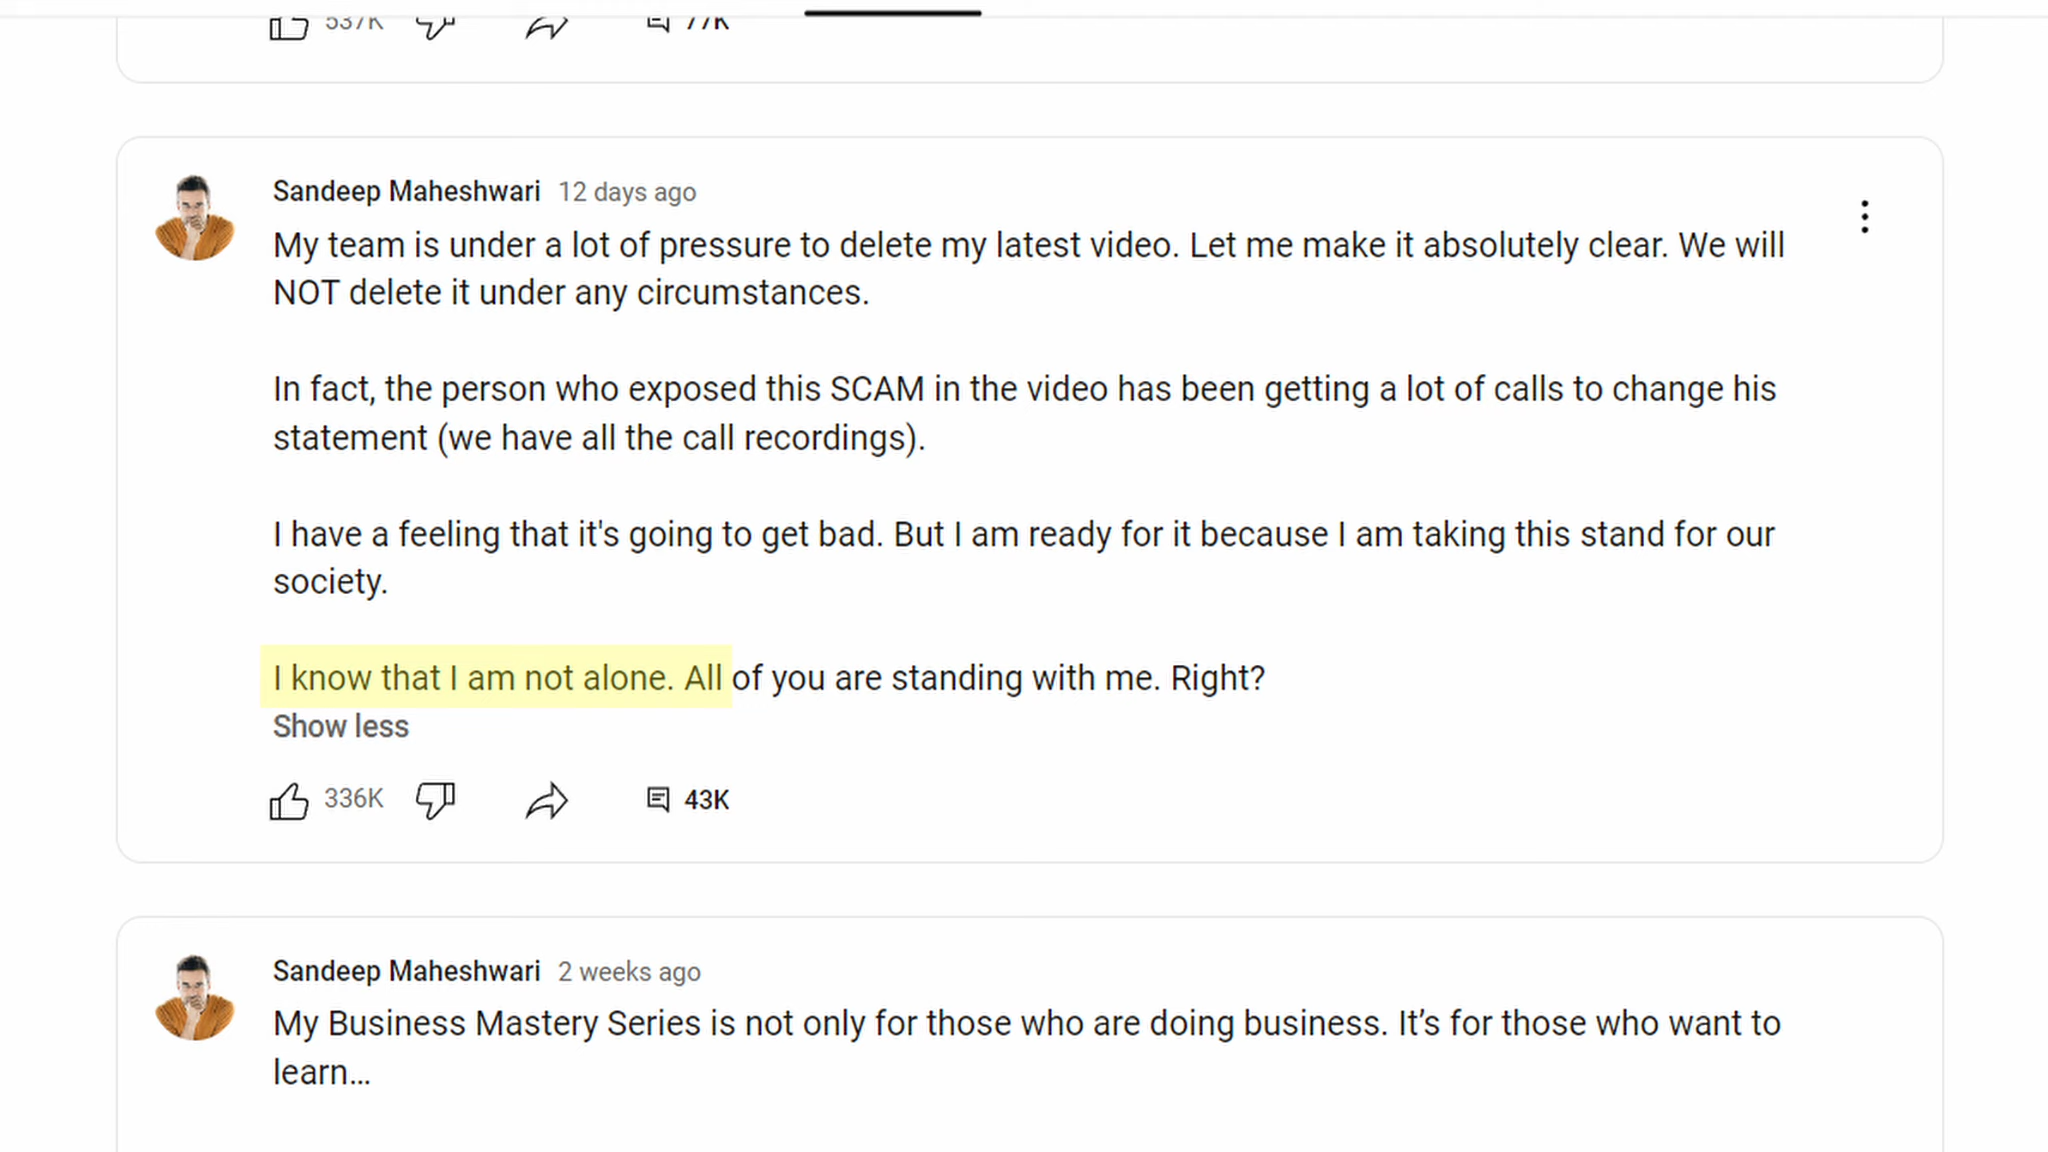 537K 77K
Sandeep Maheshwari 12 days ago
My team is under a lot of pressure to delete my latest video. Let me make it absolutely clear. We will
NOT delete it under any circumstances.
In fact, the person who exposed this SCAM in the video has been getting a lot of calls to change his
statement (we have all the call recordings).
I have a feeling that it's going to get bad. But I am ready for it because I am taking this stand for our
society.
I know that I am not alone. All of you are standing with me. Right?
Show less
336K 43K
Sandeep Maheshwari 2 weeks ago
My Business Mastery Series is not only for those who are doing business. It’s for those who want to
learn...